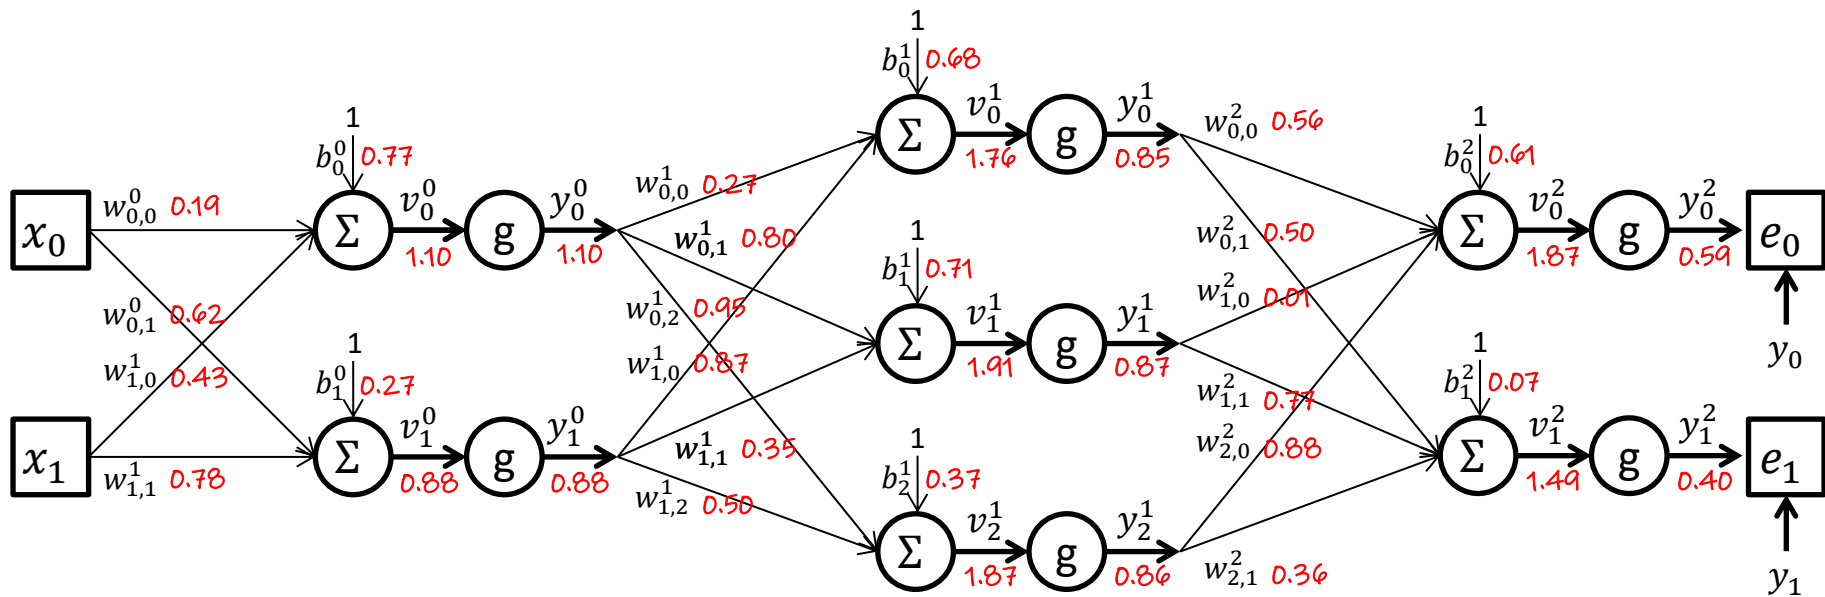 1
b_0^1 0.68
v_0^1 y_0^1
Σ g
1.76 0.85
w_{0,0}^2 0.56
1
b_0^0 0.77
v_0^0 y_0^0
x_0 w_{0,0}^0 0.19
Σ g
1.10 1.10
w_{0,0}^1 0.27
w_{0,1}^1 0.80
w_{0,2}^1 0.95
w_{1,0}^1 0.87
1
b_0^2 0.61
v_0^2 y_0^2
Σ g e_0
1.87 0.59
y_0
w_{0,1}^2 0.50
w_{1,0}^2 0.01
1
b_1^1 0.71
v_1^1 y_1^1
Σ g
1.91 0.87
w_{0,1}^0 0.62
w_{1,0}^1 0.43
1
b_1^0 0.27
v_1^0 y_1^0
x_1 Σ g
w_{1,1}^1 0.78
0.88 0.88
w_{1,1}^1 0.35
w_{1,2}^1 0.50
w_{1,1}^2 0.77
w_{2,0}^2 0.88
1
b_1^2 0.07
v_1^2 y_1^2
Σ g e_1
1.49 0.40
y_1
1
b_2^1 0.37
v_2^1 y_2^1
Σ g
1.87 0.86
w_{2,1}^2 0.36